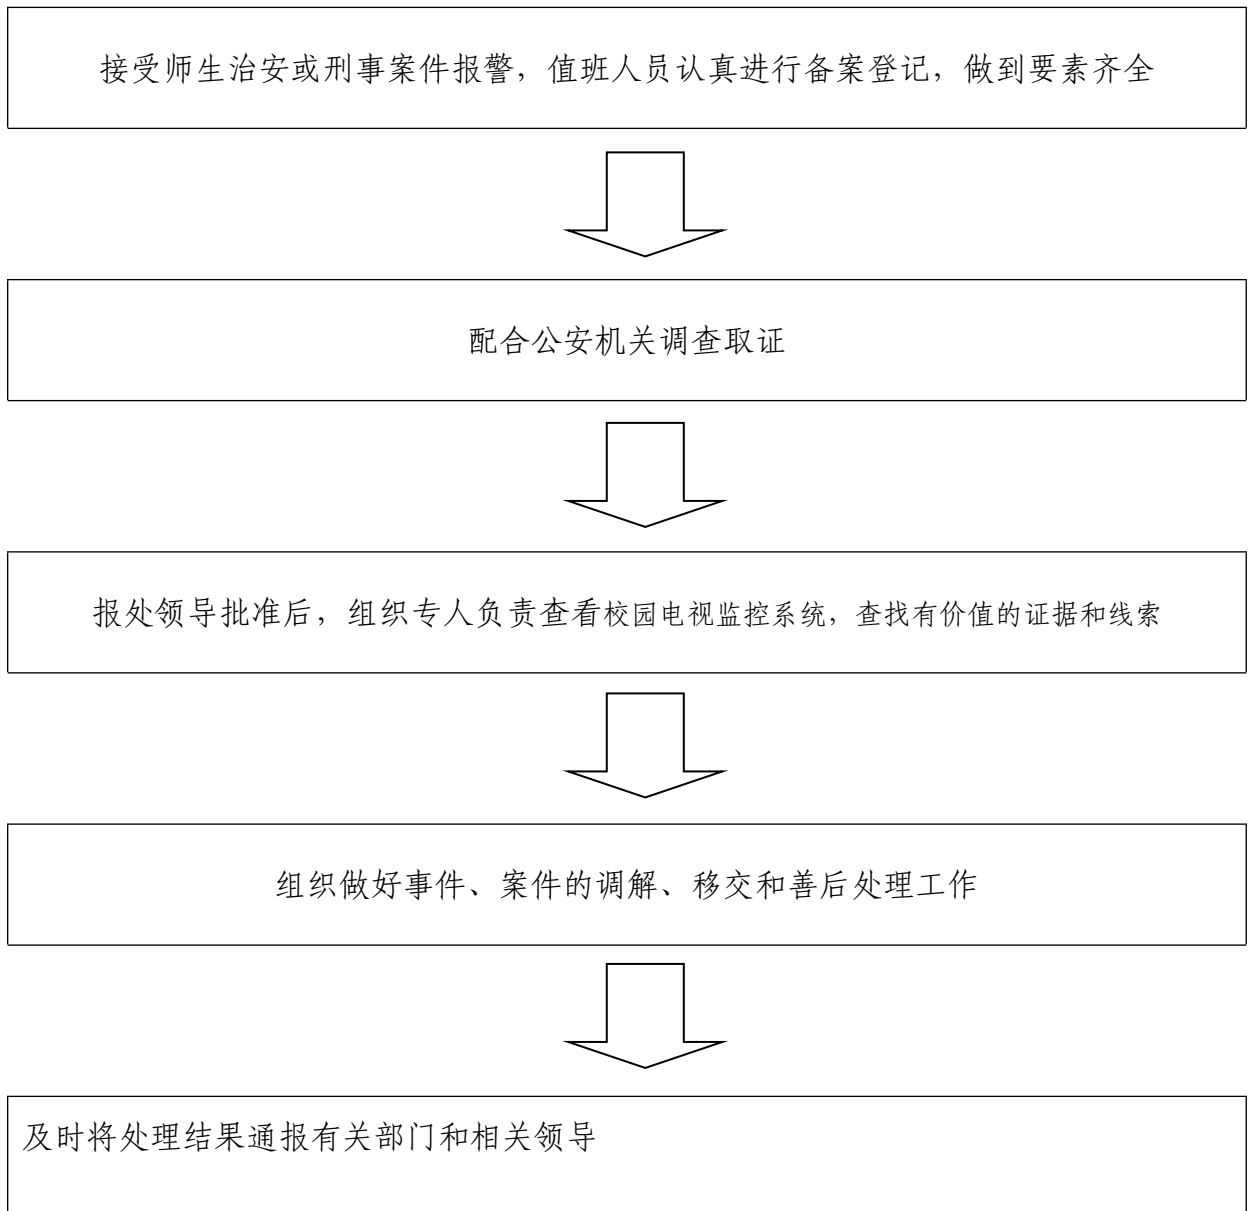 接受师生治安或刑事案件报警，值班人员认真进行备案登记，做到要素齐全
配合公安机关调查取证
报处领导批准后，组织专人负责查看校园电视监控系统，查找有价值的证据和线索
组织做好事件、案件的调解、移交和善后处理工作
及时将处理结果通报有关部门和相关领导